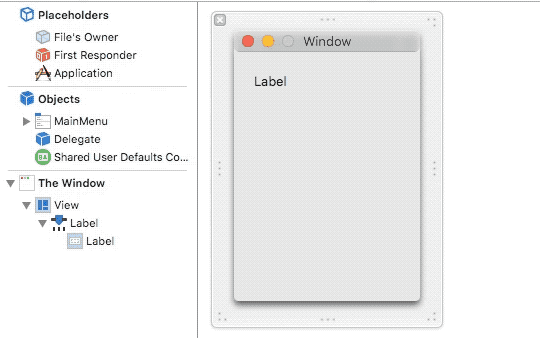 Placeholders
File's Owner
First Responder
Application
Objects
MainMenu
Delegate
BA Shared User Defaults Co...
The Window
View
Label
Label
Window
Label